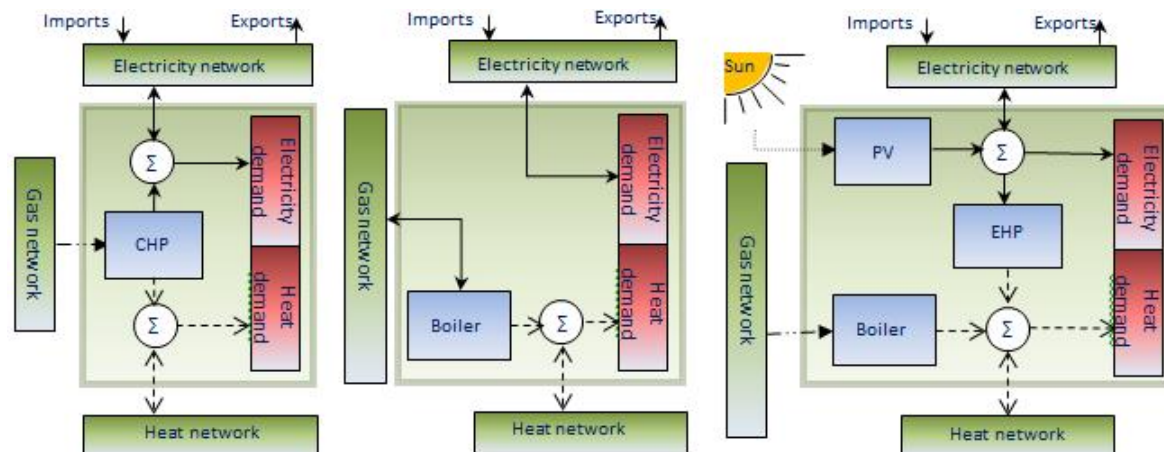 Imports
Exports
Electricity network
Σ
Electricity
demand
Gas network
CHP
Heat
demand
Σ
Heat network
Imports
Exports
Electricity network
Gas network
Electricity
demand
Boiler
Σ
Heat
demand
Heat network
Imports
Exports
Sun
Electricity network
PV
Σ
Electricity
demand
Gas network
EHP
Boiler
Σ
Heat
demand
Heat network